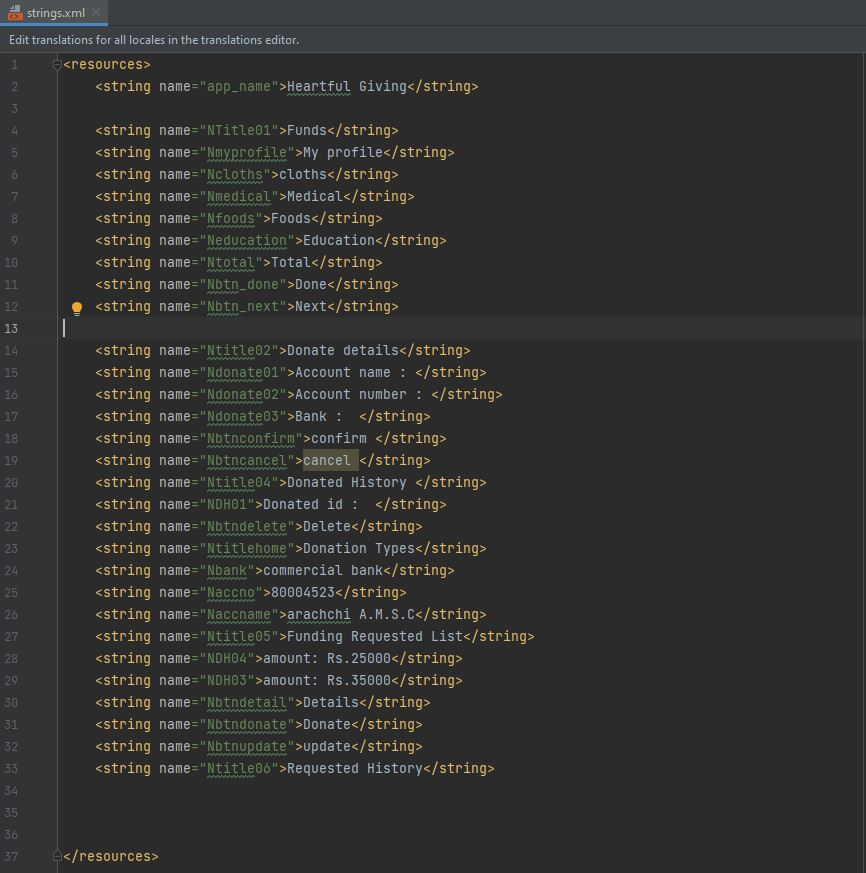 strings.xml
Edit translations for all locales in the translations editor.
1 <resources>
2 <string name="app_name">Heartful Giving</string>
3
4 <string name="NTitle01">Funds</string>
5 <string name="Nmyprofile">My profile</string>
6 <string name="Ncloths">cloths</string>
7 <string name="Nmedical">Medical</string>
8 <string name="Nfoods">Foods</string>
9 <string name="Neducation">Education</string>
10 <string name="Ntotal">Total</string>
11 <string name="Nbtn_done">Done</string>
12 <string name="Nbtn_next">Next</string>
13
14 <string name="Ntitle02">Donate details</string>
15 <string name="Ndonate01">Account name : </string>
16 <string name="Ndonate02">Account number : </string>
17 <string name="Ndonate03">Bank :  </string>
18 <string name="Nbtnconfirm">confirm </string>
19 <string name="Nbtncancel">cancel </string>
20 <string name="Ntitle04">Donated History </string>
21 <string name="NDH01">Donated id :  </string>
22 <string name="Nbtndelete">Delete</string>
23 <string name="Ntitlehome">Donation Types</string>
24 <string name="Nbank">commercial bank</string>
25 <string name="Naccno">80004523</string>
26 <string name="Naccname">arachchi A.M.S.C</string>
27 <string name="Ntitle05">Funding Requested List</string>
28 <string name="NDH04">amount: Rs.25000</string>
29 <string name="NDH03">amount: Rs.35000</string>
30 <string name="Nbtndetail">Details</string>
31 <string name="Nbtndonate">Donate</string>
32 <string name="Nbtnupdate">update</string>
33 <string name="Ntitle06">Requested History</string>
34
35
36
37 </resources>